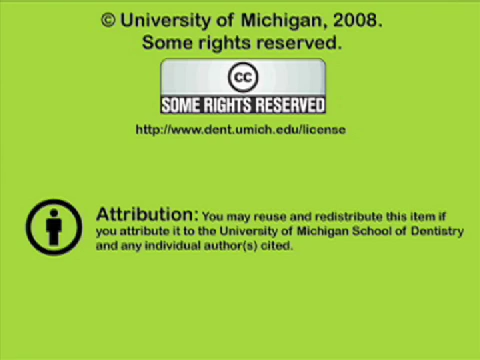 © University of Michigan, 2008.
Some rights reserved.
cc
SOME RIGHTS RESERVED
http://www.dent.umich.edu/license
Attribution: You may reuse and redistribute this item if
you attribute it to the University of Michigan School of Dentistry
and any individual author(s) cited.